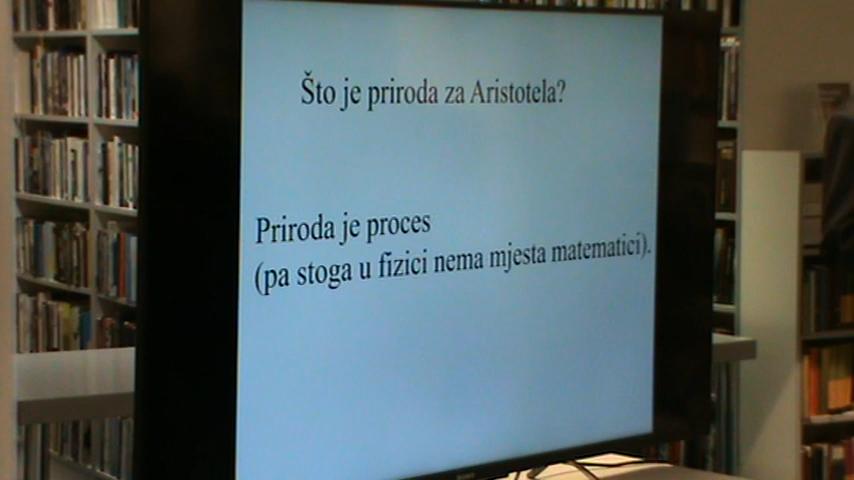 Što je priroda za Aristotela?
Priroda je proces
(pa stoga u fizici nema mjesta matematici).